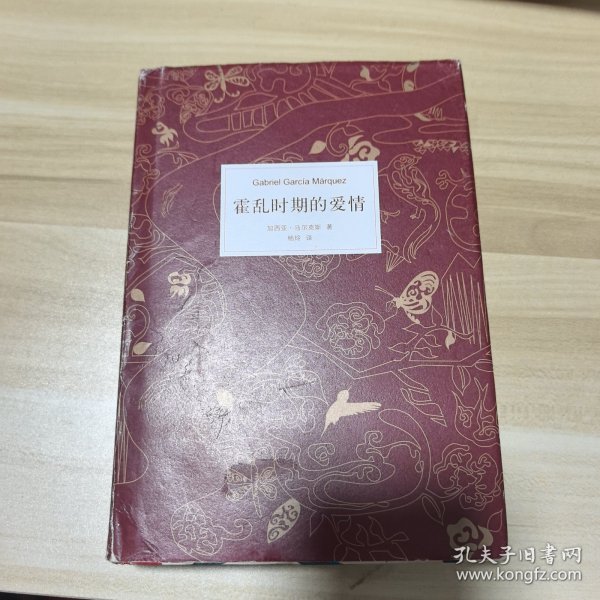 Gabriel García Márquez
霍乱时期的爱情
加西亚·马尔克斯 著
杨玲 译
孔夫子旧书网
www.kongfz.com